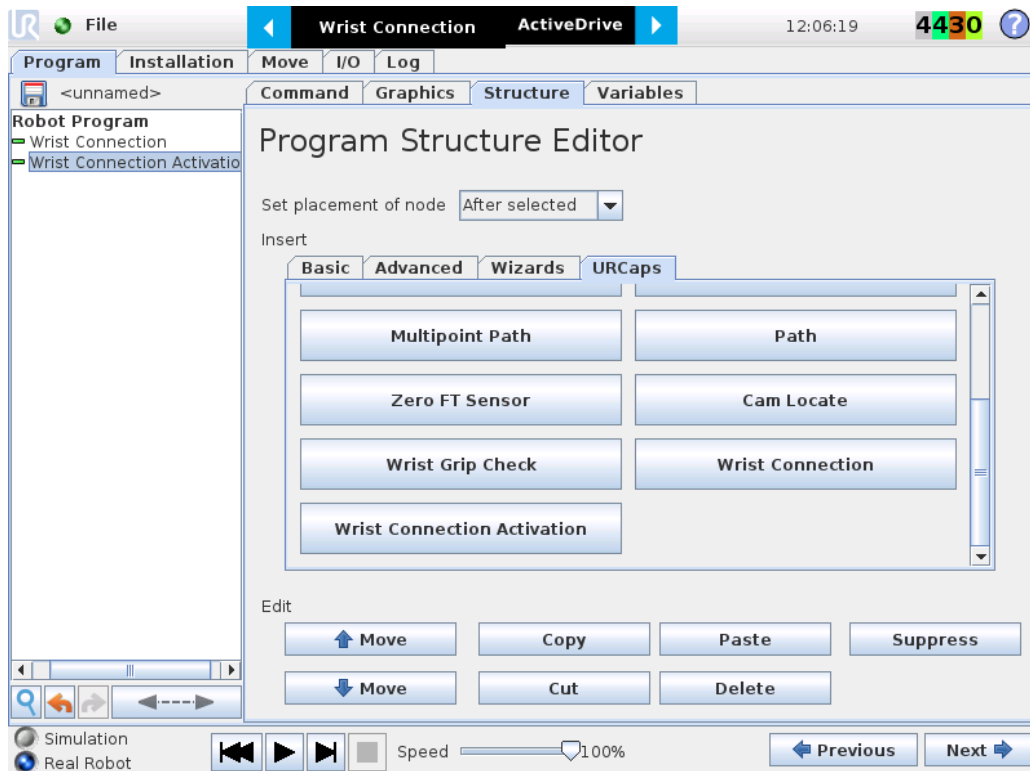 UR File Wrist Connection ActiveDrive 12:06:19 4430 ?
Program Installation Move I/O Log
<unnamed> Command Graphics Structure Variables
Robot Program
Wrist Connection
Wrist Connection Activatio
Program Structure Editor
Set placement of node After selected
Insert
Basic Advanced Wizards URCaps
Multipoint Path Path
Zero FT Sensor Cam Locate
Wrist Grip Check Wrist Connection
Wrist Connection Activation
Edit
Move Copy Paste Suppress
Move Cut Delete
Simulation
Real Robot
Speed 100% Previous Next